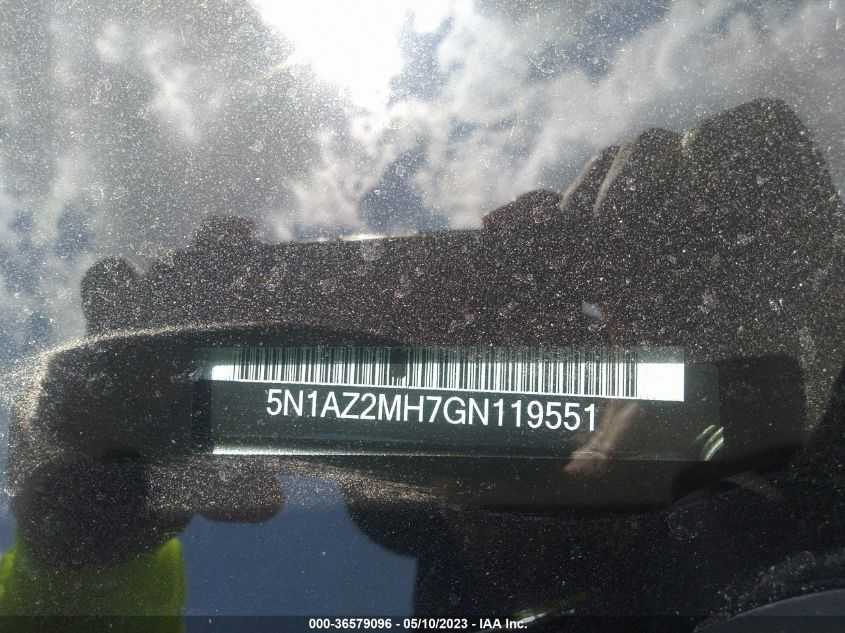 5N1AZ2MH7GN119551
000-36579096 - 05/10/2023 - IAA Inc.